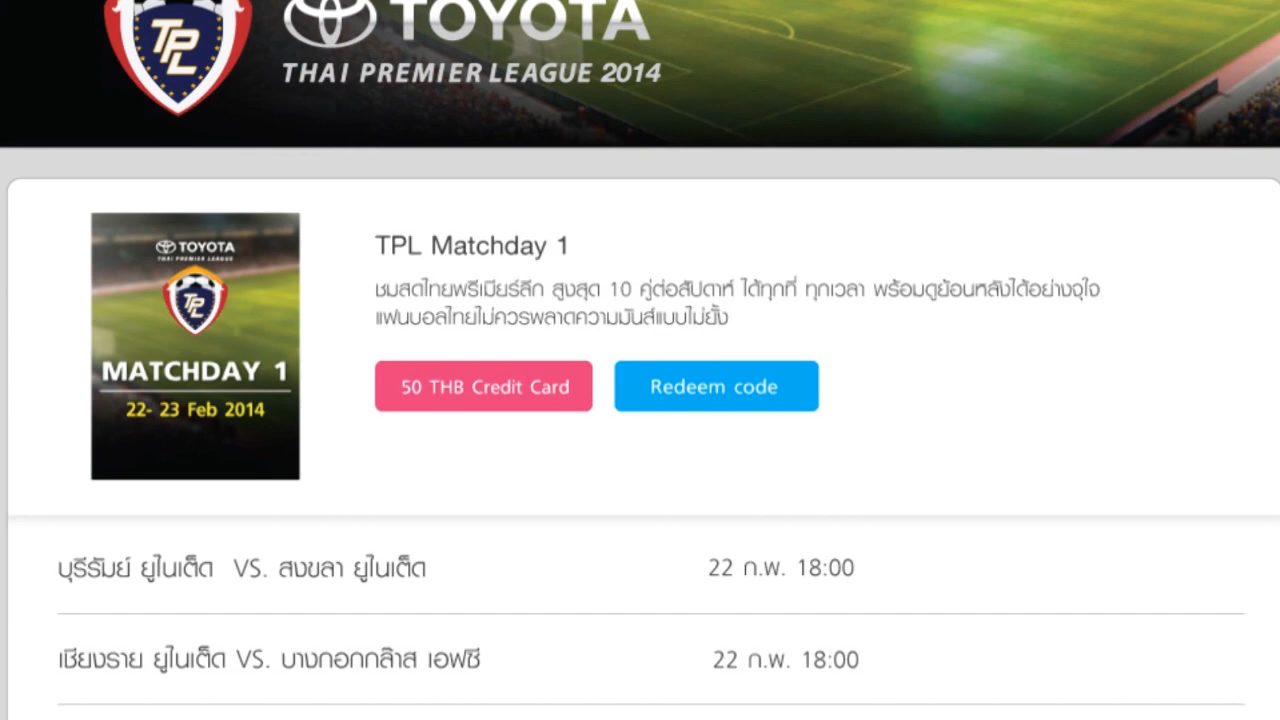 TPL
TOYOTA
THAI PREMIER LEAGUE 2014
TOYOTA
THAI PREMIER LEAGUE
TPL
MATCHDAY 1
22- 23 Feb 2014
TPL Matchday 1
ชมสดไทยพรีเมียร์ลีก สูงสุด 10 คู่ต่อสัปดาห์ ได้ทุกที่ ทุกเวลา พร้อมดูย้อนหลังได้อย่างจุใจ
แฟนบอลไทยไม่ควรพลาดความมันส์แบบไม่ยั้ง
50 THB Credit Card
Redeem code
บุรีรัมย์ ยูไนเต็ด VS. สงขลา ยูไนเต็ด
22 ก.พ. 18:00
เชียงราย ยูไนเต็ด VS. บางกอกกล๊าส เอฟซี
22 ก.พ. 18:00